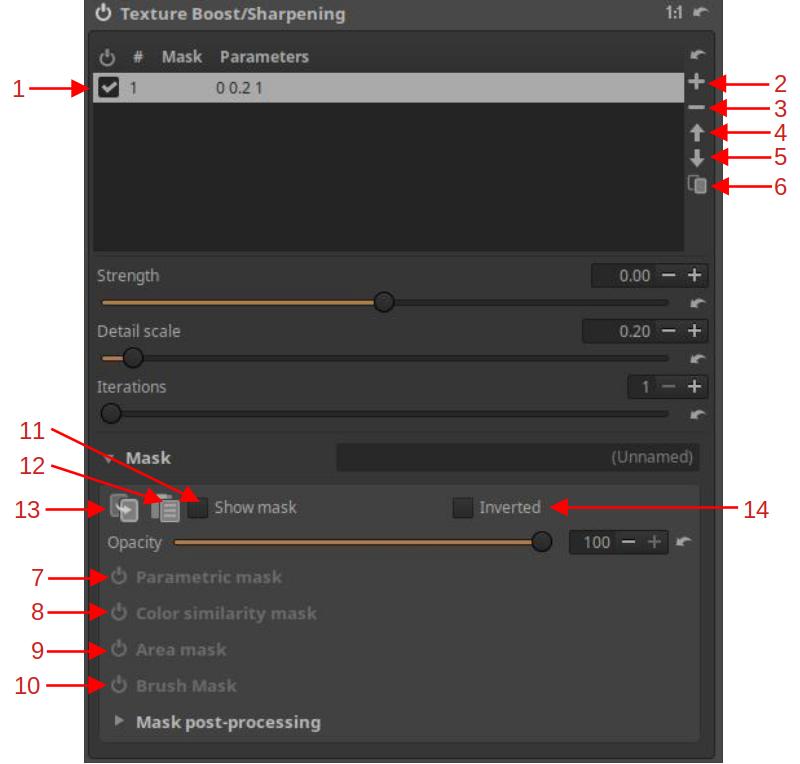 Texture Boost/Sharpening 1:1
# Mask Parameters
1 1 0 0.2 1 2
3
4
5
6
Strength 0.00
Detail scale 0.20
Iterations 1
11
Mask (Unnamed)
12
13 Show mask Inverted 14
Opacity 100
7 Parametric mask
8 Color similarity mask
9 Area mask
10 Brush Mask
Mask post-processing